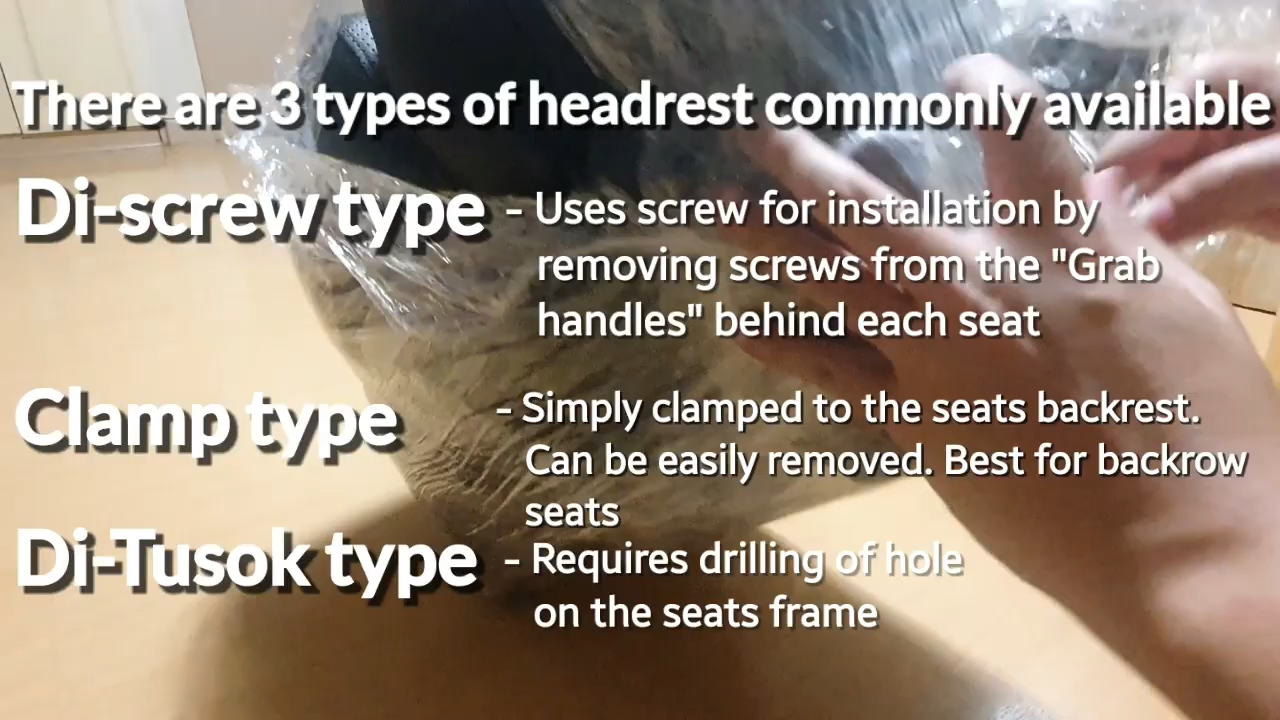 There are 3 types of headrest commonly available
Di-screw type - Uses screw for installation by
removing screws from the "Grab
handles" behind each seat
Clamp type - Simply clamped to the seats backrest.
Can be easily removed. Best for backrow
seats
Di-Tusok type - Requires drilling of hole
on the seats frame